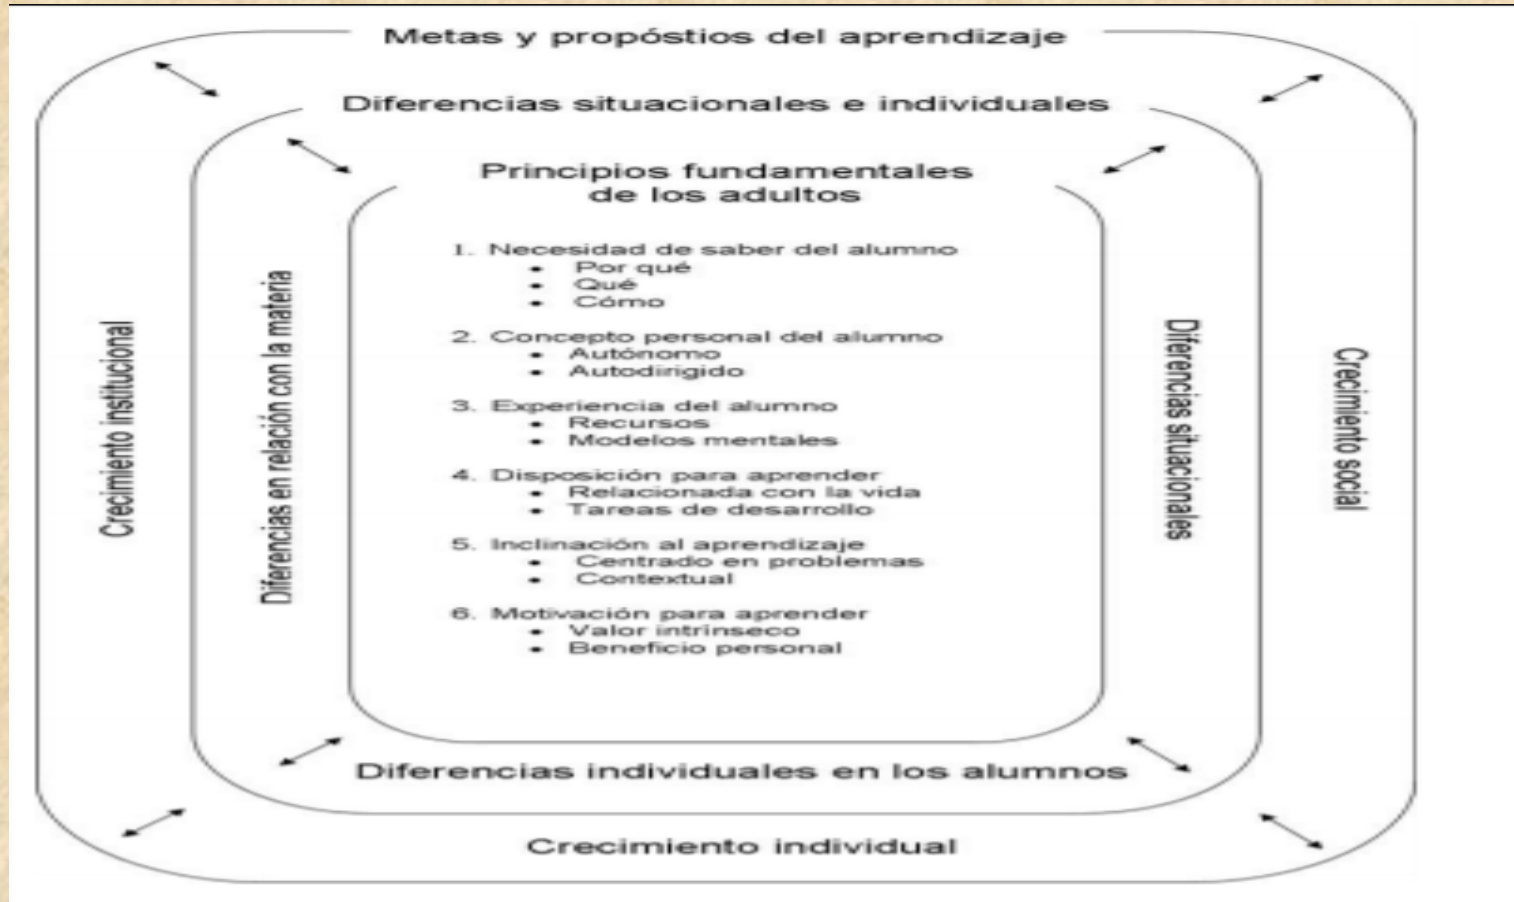 Metas y propóstios del aprendizaje
Diferencias situacionales e individuales
Principios fundamentales
de los adultos
1. Necesidad de saber del alumno
• Por qué
• Qué
• Cómo
2. Concepto personal del alumno
• Autónomo
• Autodirigido
3. Experiencia del alumno
• Recursos
• Modelos mentales
4. Disposición para aprender
• Relacionada con la vida
• Tareas de desarrollo
5. Inclinación al aprendizaje
• Centrado en problemas
• Contextual
6. Motivación para aprender
• Valor intrínseco
• Beneficio personal
Crecimiento institucional
Diferencias en relación con la materia
Diferencias situacionales
Crecimiento social
Diferencias individuales en los alumnos
Crecimiento individual